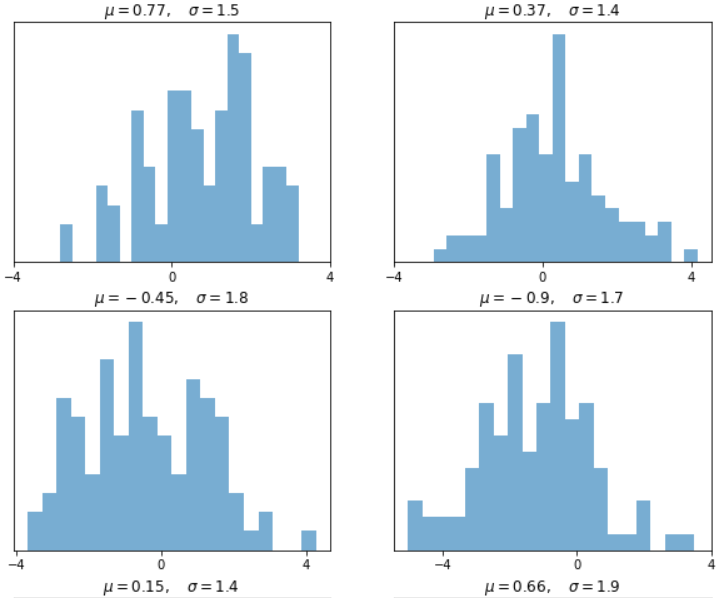 μ = 0.77, σ = 1.5
μ = 0.37, σ = 1.4
−4 0 4
−4 0 4
μ = − 0.45, σ = 1.8
μ = − 0.9, σ = 1.7
−4 0 4
−4 0 4
μ = 0.15, σ = 1.4
μ = 0.66, σ = 1.9